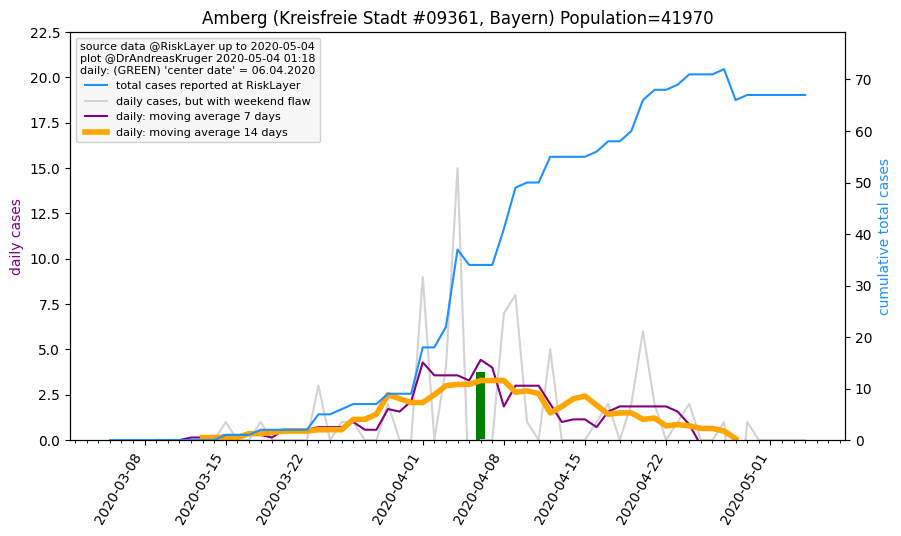 Amberg (Kreisfreie Stadt #09361, Bayern) Population=41970
source data @RiskLayer up to 2020-05-04
plot @DrAndreasKruger 2020-05-04 01:18
daily: (GREEN) 'center date' = 06.04.2020
total cases reported at RiskLayer
daily cases, but with weekend flaw
daily: moving average 7 days
daily: moving average 14 days
daily cases
22.5
20.0
17.5
15.0
12.5
10.0
7.5
5.0
2.5
0.0
cumulative total cases
70
60
50
40
30
20
10
0
2020-03-08
2020-03-15
2020-03-22
2020-04-01
2020-04-08
2020-04-15
2020-04-22
2020-05-01